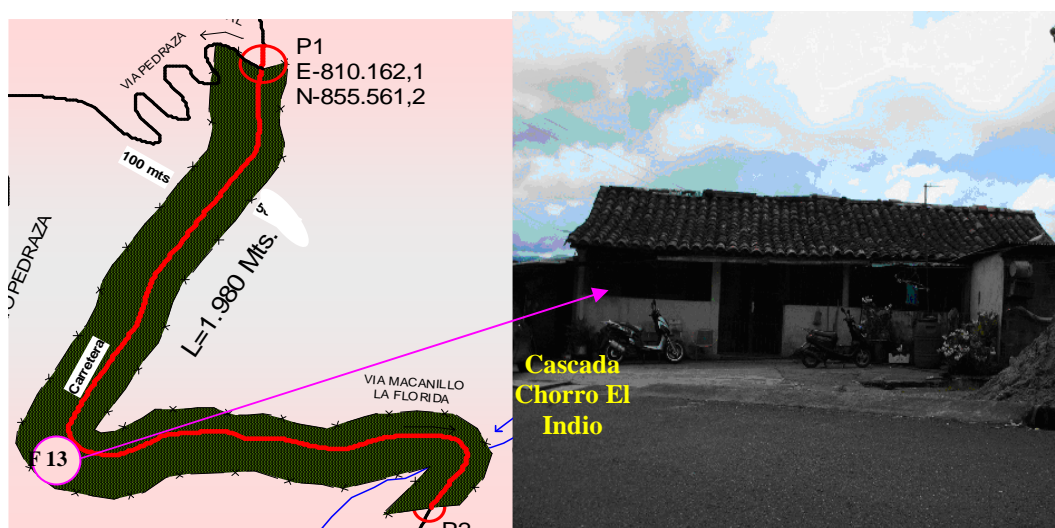 VIA PEDRAZA
P1
E-810.162,1
N-855.561,2
100 mts
L=1.980 Mts.
PEDRAZA
Carretera
VIA MACANILLO
LA FLORIDA
F 13
Cascada
Chorro El
Indio